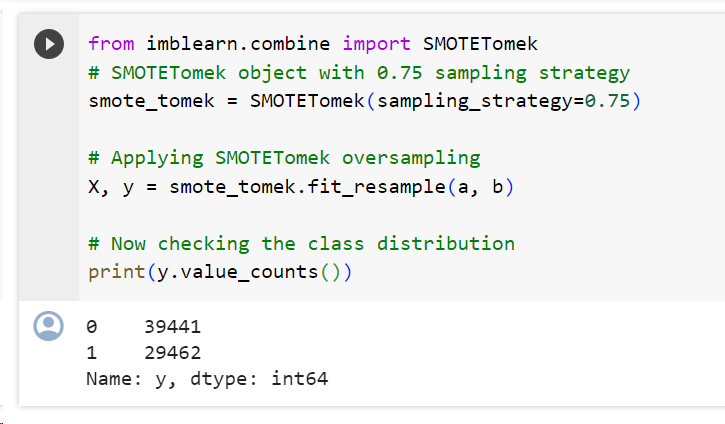 from imblearn.combine import SMOTETomek
# SMOTETomek object with 0.75 sampling strategy
smote_tomek = SMOTETomek(sampling_strategy=0.75)
# Applying SMOTETomek oversampling
X, y = smote_tomek.fit_resample(a, b)
# Now checking the class distribution
print(y.value_counts())
0    39441
1    29462
Name: y, dtype: int64